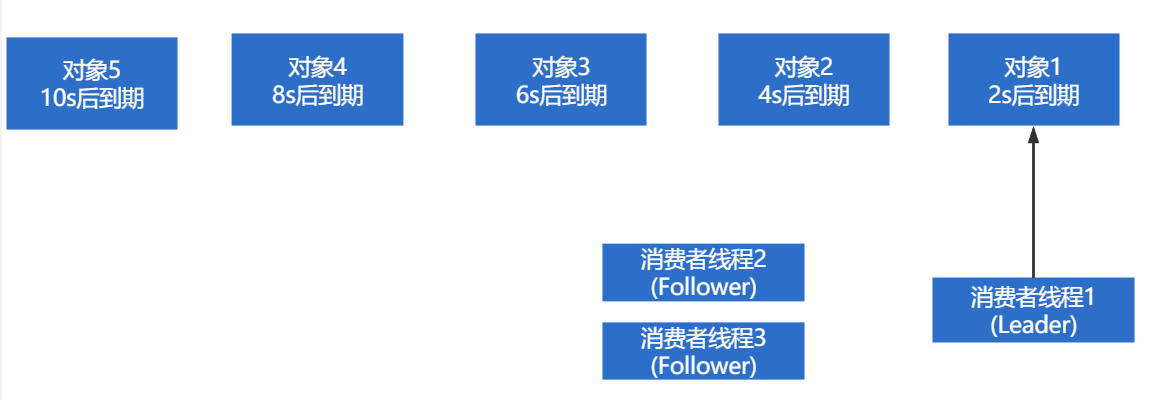 对象5
10s后到期
对象4
8s后到期
对象3
6s后到期
对象2
4s后到期
对象1
2s后到期
消费者线程2
(Follower)
消费者线程3
(Follower)
消费者线程1
(Leader)